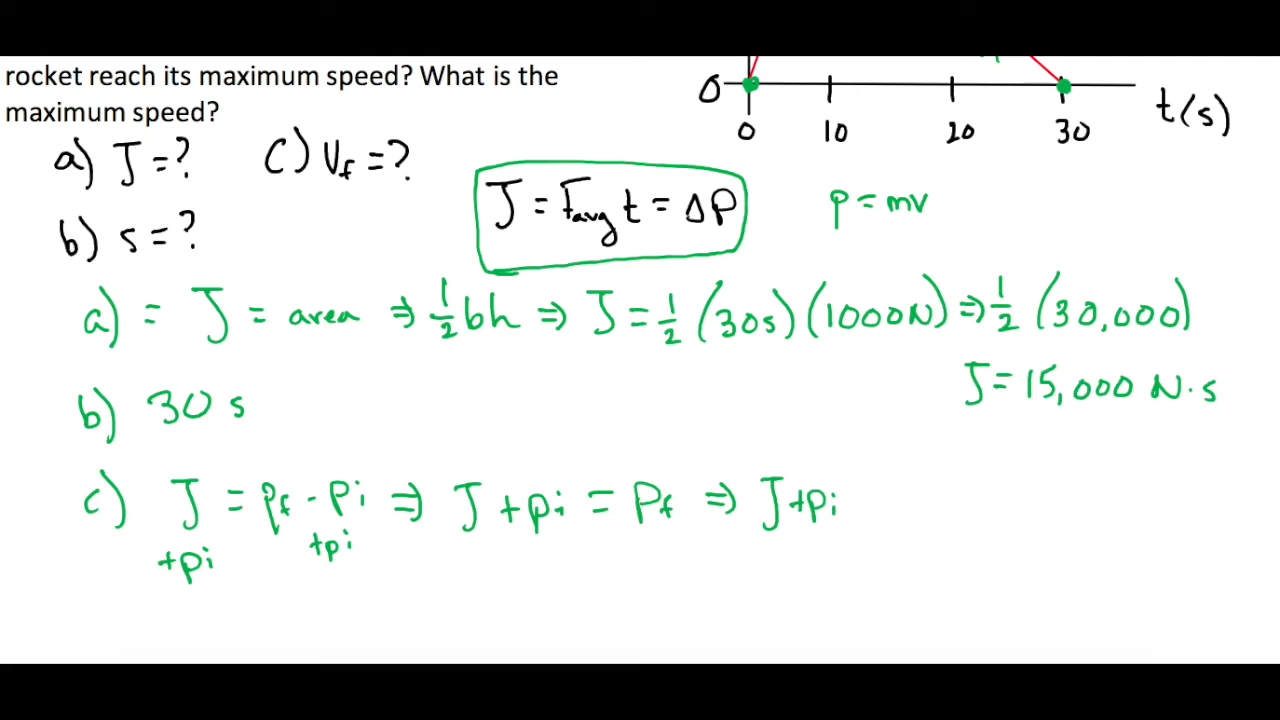 rocket reach its maximum speed? What is the
maximum speed?
0
0 10 20 30 t(s)
a) J = ? c) Vf = ?
b) s = ?
J = Favg t = ΔP
p = mv
a) = J = area ⇒ 1/2 bh ⇒ J = 1/2 (30s)(1000N) ⇒ 1/2 (30,000)
J = 15,000 N·s
b) 30 s
c) J = pf - pi ⇒ J + pi = Pf ⇒ J + pi
+pi +pi